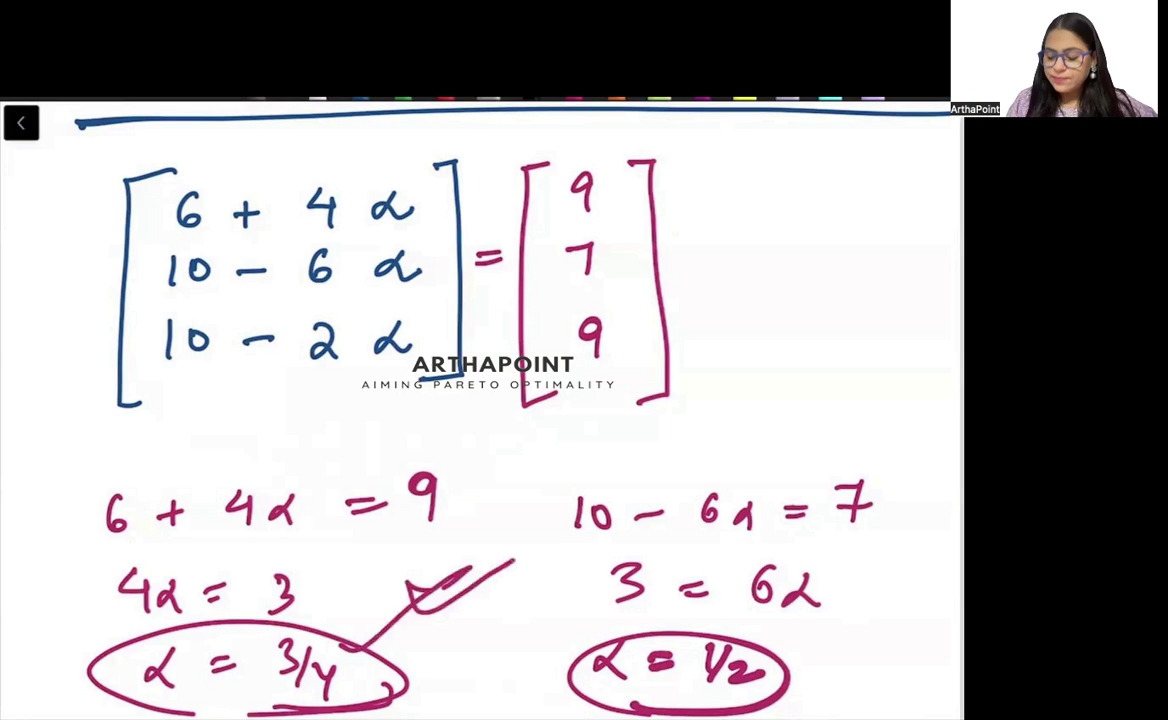 ArthaPoint
6 + 4 α
10 - 6 α
10 - 2 α
=
9
7
9
ARTHAPOINT
AIMING PARETO OPTIMALITY
6 + 4α = 9
4α = 3
α = 3/4
10 - 6α = 7
3 = 6α
α = 1/2